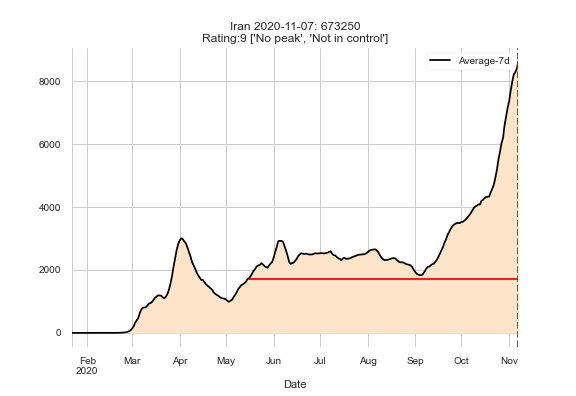 Iran 2020-11-07: 673250
Rating:9 ['No peak', 'Not in control']
Average-7d
8000
6000
4000
2000
0
Feb Mar Apr May Jun Jul Aug Sep Oct Nov
2020
Date